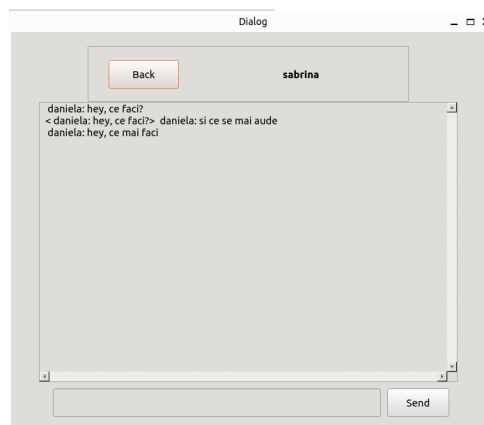 Dialog
Back
sabrina
daniela: hey, ce faci?
< daniela: hey, ce faci?>  daniela: si ce se mai aude
daniela: hey, ce mai faci
Send